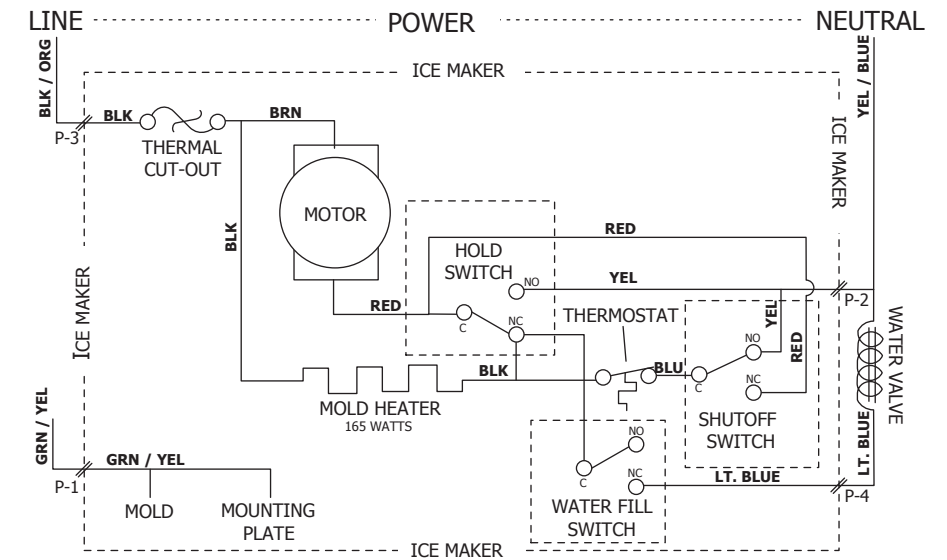 LINE POWER NEUTRAL
BLK / ORG
YEL / BLUE
ICE MAKER
P-3
BLK
BRN
THERMAL
CUT-OUT
ICE MAKER
MOTOR
BLK
HOLD
SWITCH
RED
NO
YEL
P-2
RED
C
NC
THERMOSTAT
YEL
RED
WATER VALVE
ICE MAKER
BLK
BLU
NO
C
NC
MOLD HEATER
165 WATTS
SHUTOFF
SWITCH
GRN / YEL
GRN / YEL
P-1
MOLD
MOUNTING
PLATE
NO
C
NC
WATER FILL
SWITCH
LT. BLUE
LT. BLUE
P-4
ICE MAKER